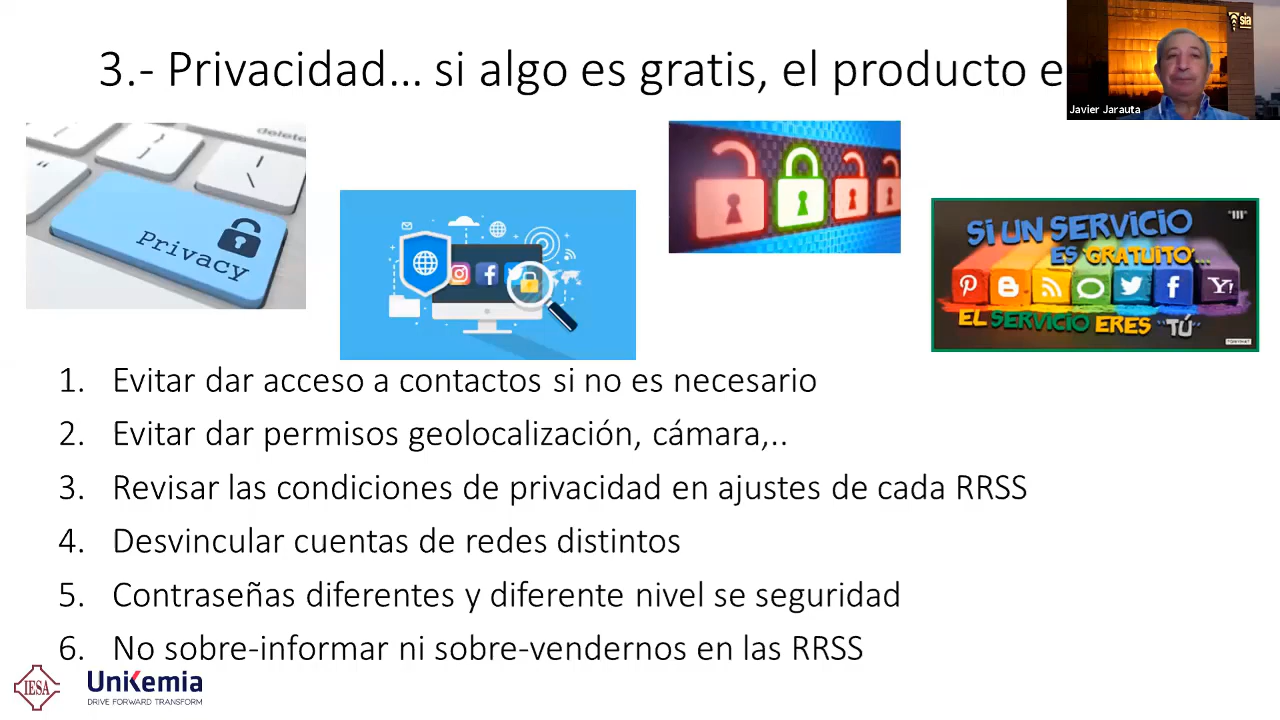 3.- Privacidad... si algo es gratis, el producto e
sia
Javier Jarauta
delete
Privacy
SI UN SERVICIO
ES "GRATUITO"...
EL SERVICIO ERES "TÚ"
1. Evitar dar acceso a contactos si no es necesario
2. Evitar dar permisos geolocalización, cámara,..
3. Revisar las condiciones de privacidad en ajustes de cada RRSS
4. Desvincular cuentas de redes distintos
5. Contraseñas diferentes y diferente nivel se seguridad
6. No sobre-informar ni sobre-vendernos en las RRSS
IESA
UniKemia
DRIVE FORWARD TRANSFORM